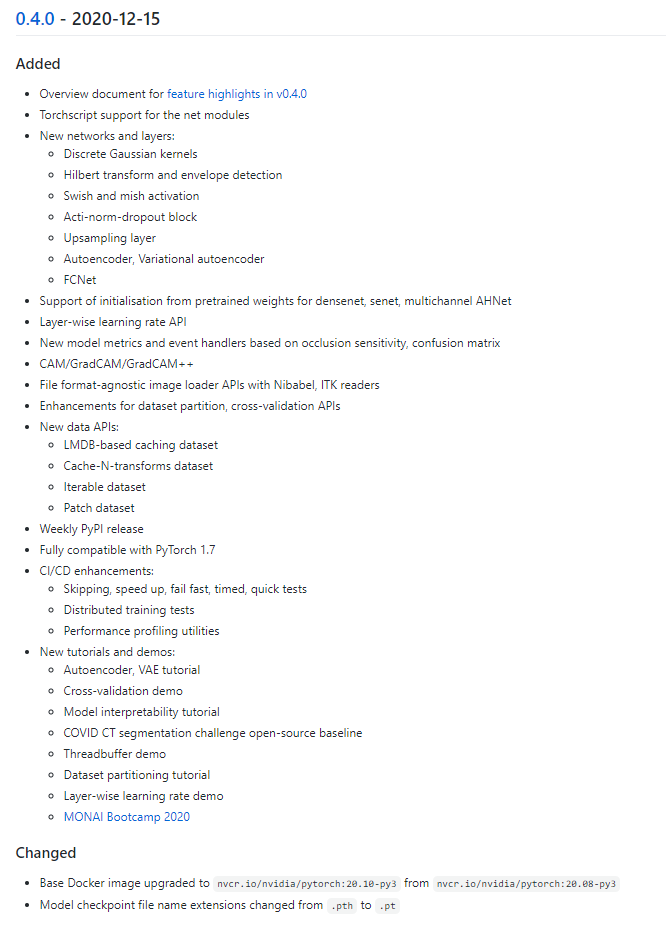 0.4.0 - 2020-12-15
Added
• Overview document for feature highlights in v0.4.0
• Torchscript support for the net modules
• New networks and layers:
◦ Discrete Gaussian kernels
◦ Hilbert transform and envelope detection
◦ Swish and mish activation
◦ Acti-norm-dropout block
◦ Upsampling layer
◦ Autoencoder, Variational autoencoder
◦ FCNet
• Support of initialisation from pretrained weights for densenet, senet, multichannel AHNet
• Layer-wise learning rate API
• New model metrics and event handlers based on occlusion sensitivity, confusion matrix
• CAM/GradCAM/GradCAM++
• File format-agnostic image loader APIs with Nibabel, ITK readers
• Enhancements for dataset partition, cross-validation APIs
• New data APIs:
◦ LMDB-based caching dataset
◦ Cache-N-transforms dataset
◦ Iterable dataset
◦ Patch dataset
• Weekly PyPI release
• Fully compatible with PyTorch 1.7
• CI/CD enhancements:
◦ Skipping, speed up, fail fast, timed, quick tests
◦ Distributed training tests
◦ Performance profiling utilities
• New tutorials and demos:
◦ Autoencoder, VAE tutorial
◦ Cross-validation demo
◦ Model interpretability tutorial
◦ COVID CT segmentation challenge open-source baseline
◦ Threadbuffer demo
◦ Dataset partitioning tutorial
◦ Layer-wise learning rate demo
◦ MONAI Bootcamp 2020
Changed
• Base Docker image upgraded to nvcr.io/nvidia/pytorch:20.10-py3 from nvcr.io/nvidia/pytorch:20.08-py3
• Model checkpoint file name extensions changed from .pth to .pt